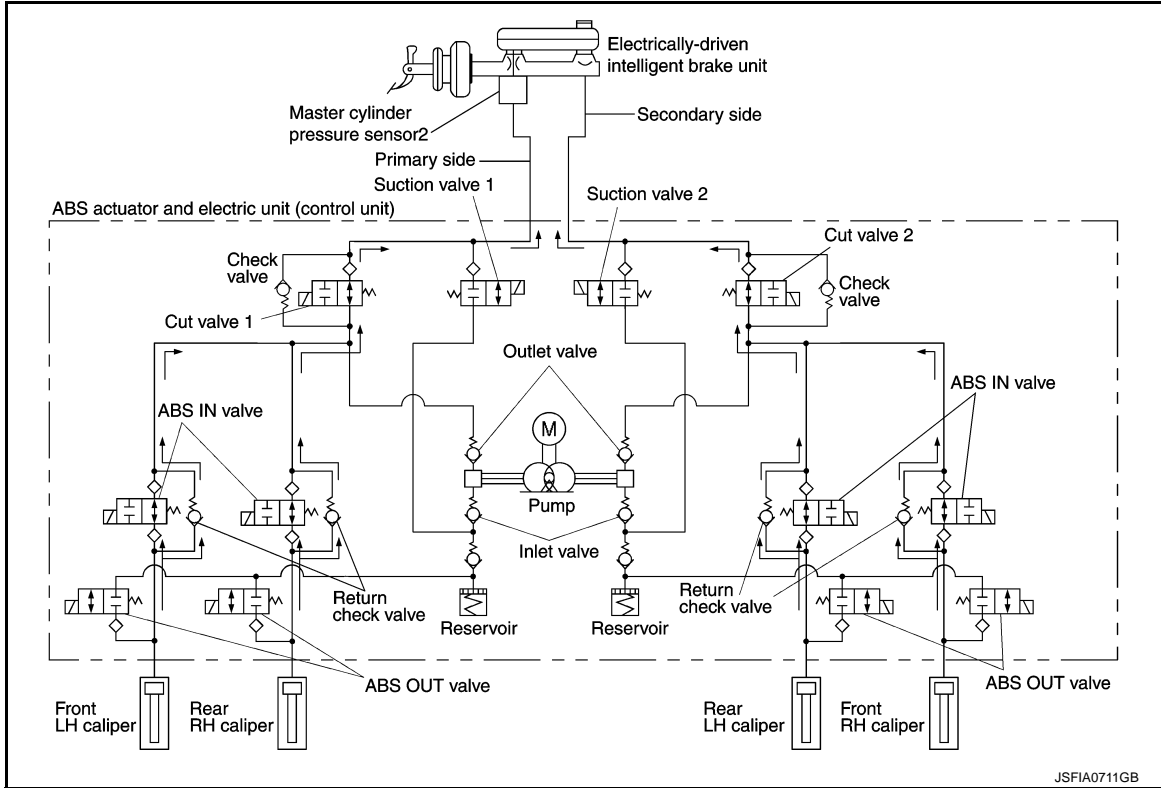 Electrically-driven
intelligent brake unit
Master cylinder
pressure sensor2
Secondary side
Primary side
Suction valve 1
Suction valve 2
ABS actuator and electric unit (control unit)
Cut valve 2
Check
valve
Check
valve
Cut valve 1
Outlet valve
ABS IN valve
ABS IN valve
M
Pump
Inlet valve
Return
check valve
Return
check valve
Reservoir
Reservoir
ABS OUT valve
ABS OUT valve
Front
LH caliper
Rear
RH caliper
Rear
LH caliper
Front
RH caliper
JSFIA0711GB